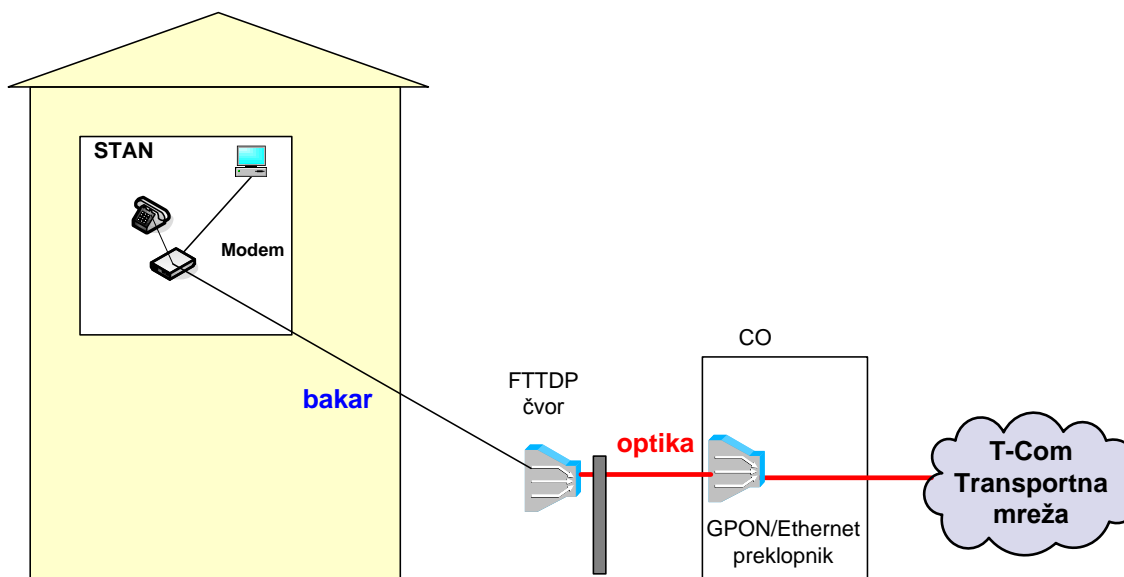 STAN
Modem
bakar
FTTDP
čvor
optika
CO
GPON/Ethernet
preklopnik
T-Com
Transportna
mreža